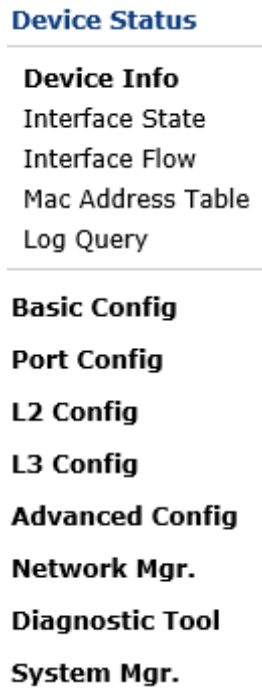 Device Status
Device Info
Interface State
Interface Flow
Mac Address Table
Log Query
Basic Config
Port Config
L2 Config
L3 Config
Advanced Config
Network Mgr.
Diagnostic Tool
System Mgr.